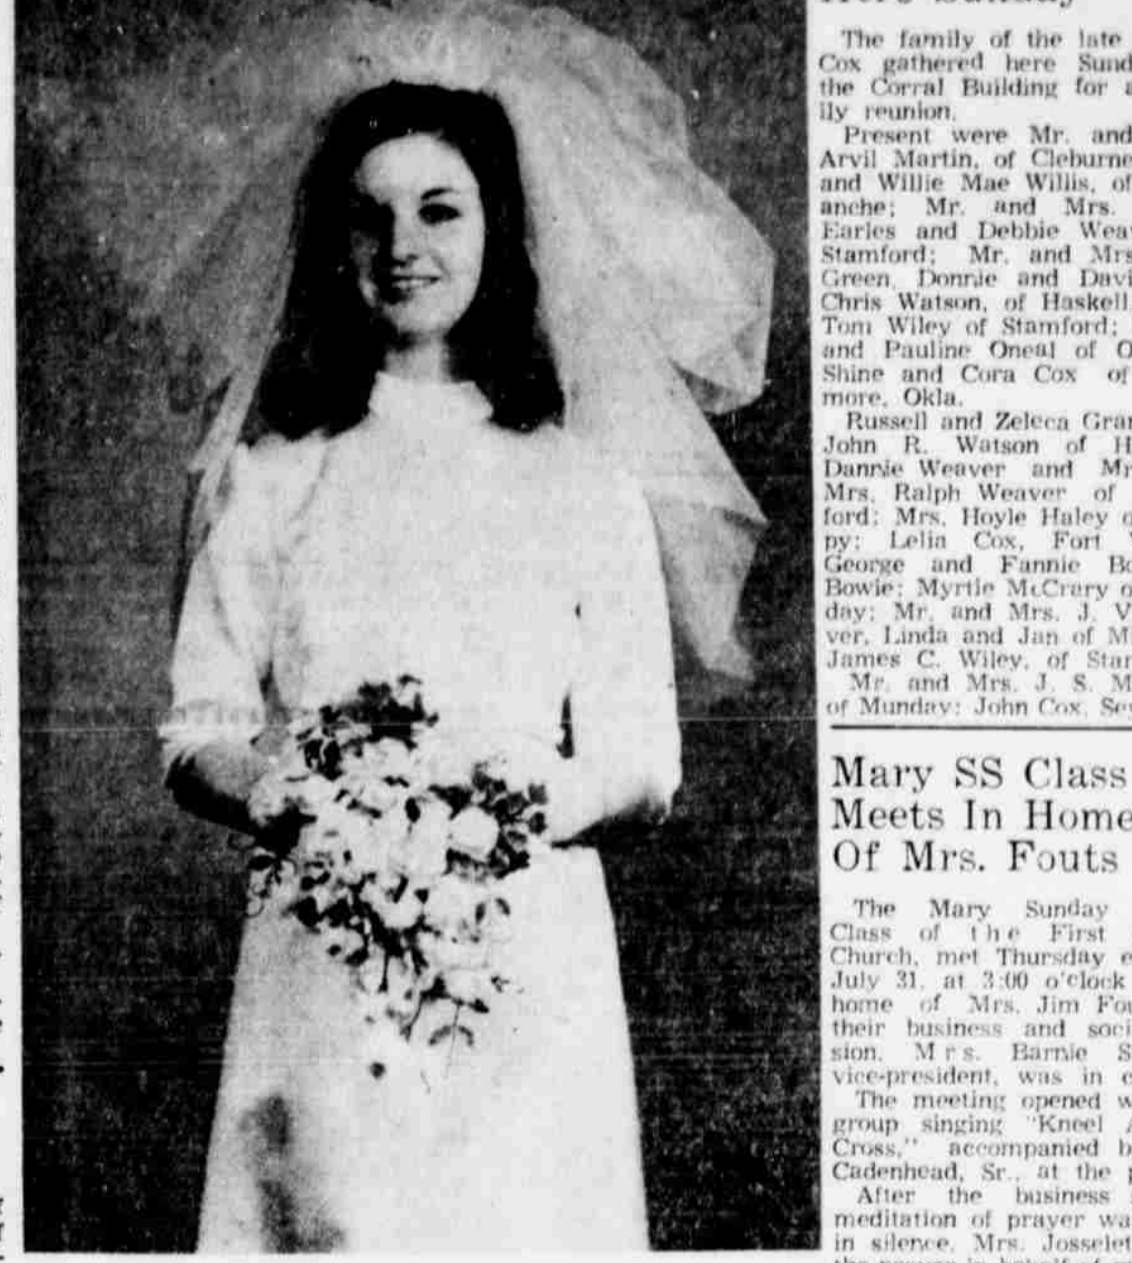 The family of the late
Cox gathered here Sund
the Corral Building for a
ily reunion.
Present were Mr. and
Arvil Martin, of Cleburne
and Willie Mae Willis, of
anche; Mr. and Mrs.
Earles and Debbie Weav
Stamford; Mr. and Mrs
Green, Donnie and Davi
Chris Watson, of Haskell
Tom Wiley of Stamford;
and Pauline Oneal of O
Shine and Cora Cox of
more, Okla.
Russell and Zeleca Gran
John R. Watson of H
Dannie Weaver and Mr
Mrs. Ralph Weaver of
ford; Mrs. Hoyle Haley o
py; Lelia Cox, Fort
George and Fannie Bo
Bowie; Myrtle McCrary o
day; Mr. and Mrs. J. V
ver, Linda and Jan of M
James C. Wiley, of Stam
Mr. and Mrs. J. S. M
of Munday; John Cox, Sey
Mary SS Class
Meets In Home
Of Mrs. Fouts
The Mary Sunday
Class of the First
Church, met Thursday e
July 31, at 3:00 o'clock
home of Mrs. Jim Fou
their business and soci
sion. Mrs. Barnie S
vice-president, was in c
The meeting opened w
group singing "Kneel A
Cross," accompanied b
Cadenhead, Sr., at the p
After the business
meditation of prayer wa
in silence. Mrs. Josselet